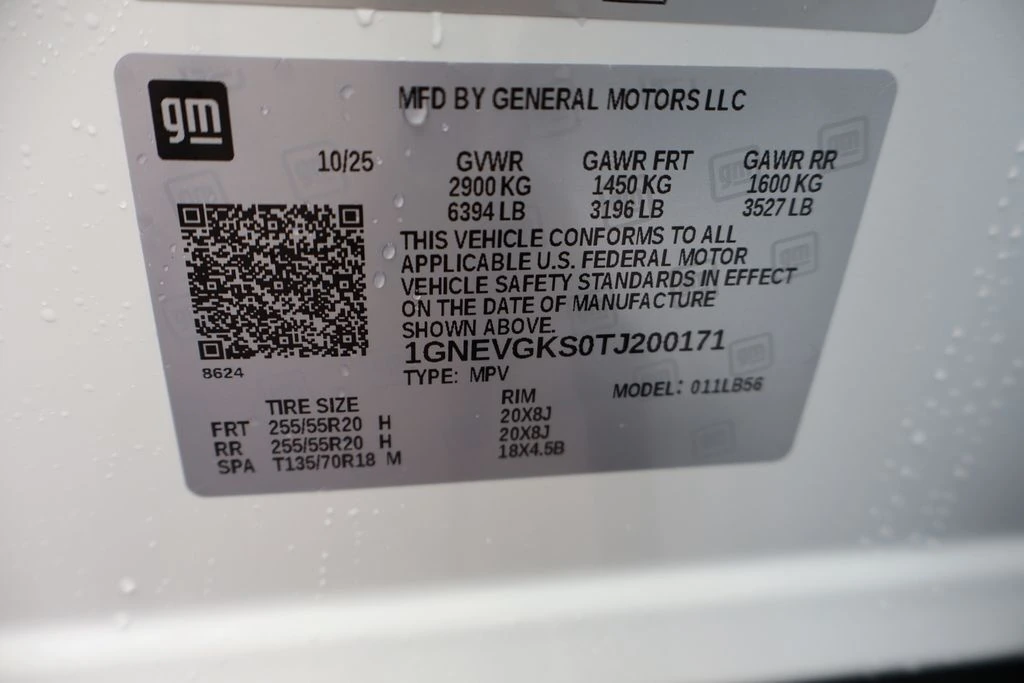 gm
MFD BY GENERAL MOTORS LLC
10/25 GVWR GAWR FRT GAWR RR
2900 KG 1450 KG 1600 KG
6394 LB 3196 LB 3527 LB
THIS VEHICLE CONFORMS TO ALL
APPLICABLE U.S. FEDERAL MOTOR
VEHICLE SAFETY STANDARDS IN EFFECT
ON THE DATE OF MANUFACTURE
SHOWN ABOVE.
1GNEVGKS0TJ200171
8624
TYPE: MPV MODEL: 011LB56
TIRE SIZE RIM
FRT 255/55R20 H 20X8J
RR 255/55R20 H 20X8J
SPA T135/70R18 M 18X4.5B